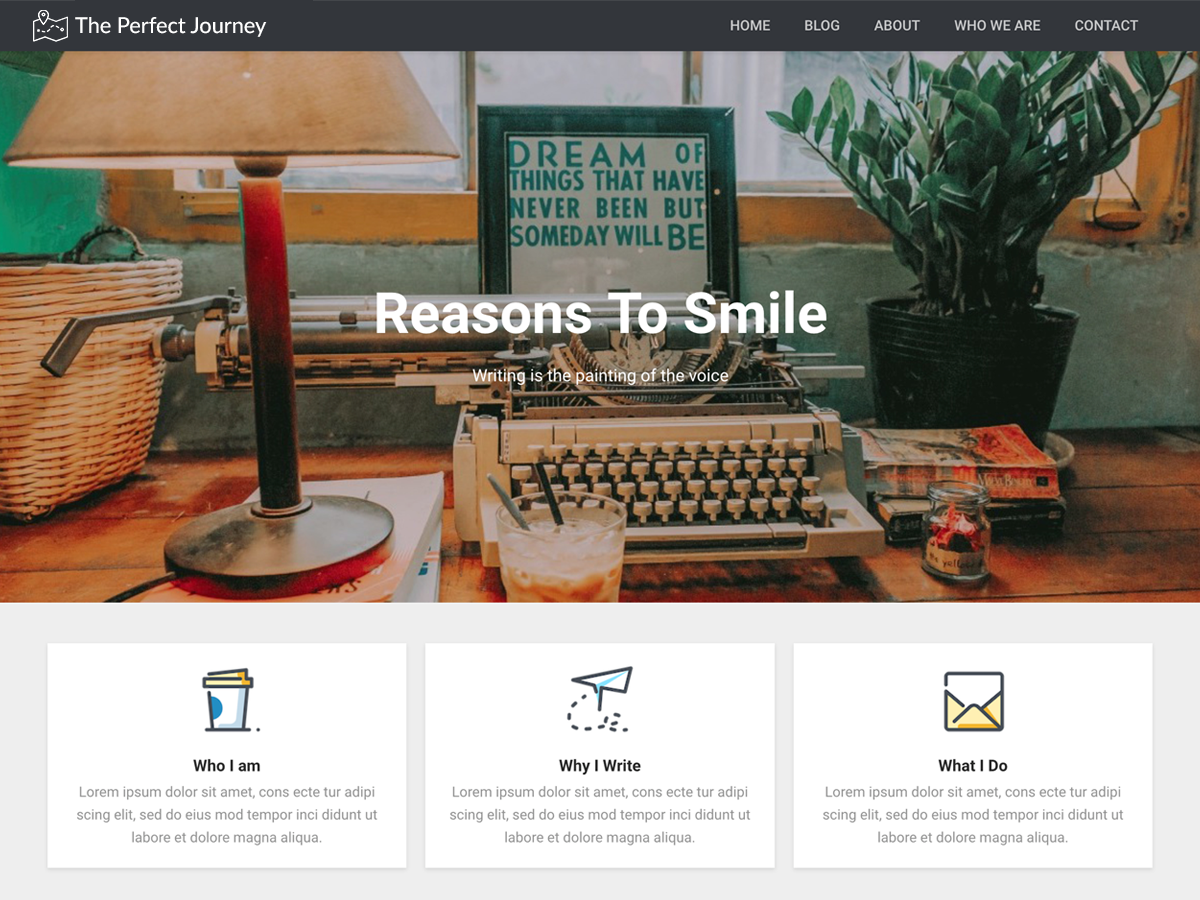 The Perfect Journey
HOME BLOG ABOUT WHO WE ARE CONTACT
DREAM OF
THINGS THAT HAVE
NEVER BEEN BUT
SOMEDAY WILL BE
Reasons To Smile
Writing is the painting of the voice
Who I am
Lorem ipsum dolor sit amet, cons ecte tur adipi
scing elit, sed do eius mod tempor inci didunt ut
labore et dolore magna aliqua.
Why I Write
Lorem ipsum dolor sit amet, cons ecte tur adipi
scing elit, sed do eius mod tempor inci didunt ut
labore et dolore magna aliqua.
What I Do
Lorem ipsum dolor sit amet, cons ecte tur adipi
scing elit, sed do eius mod tempor inci didunt ut
labore et dolore magna aliqua.